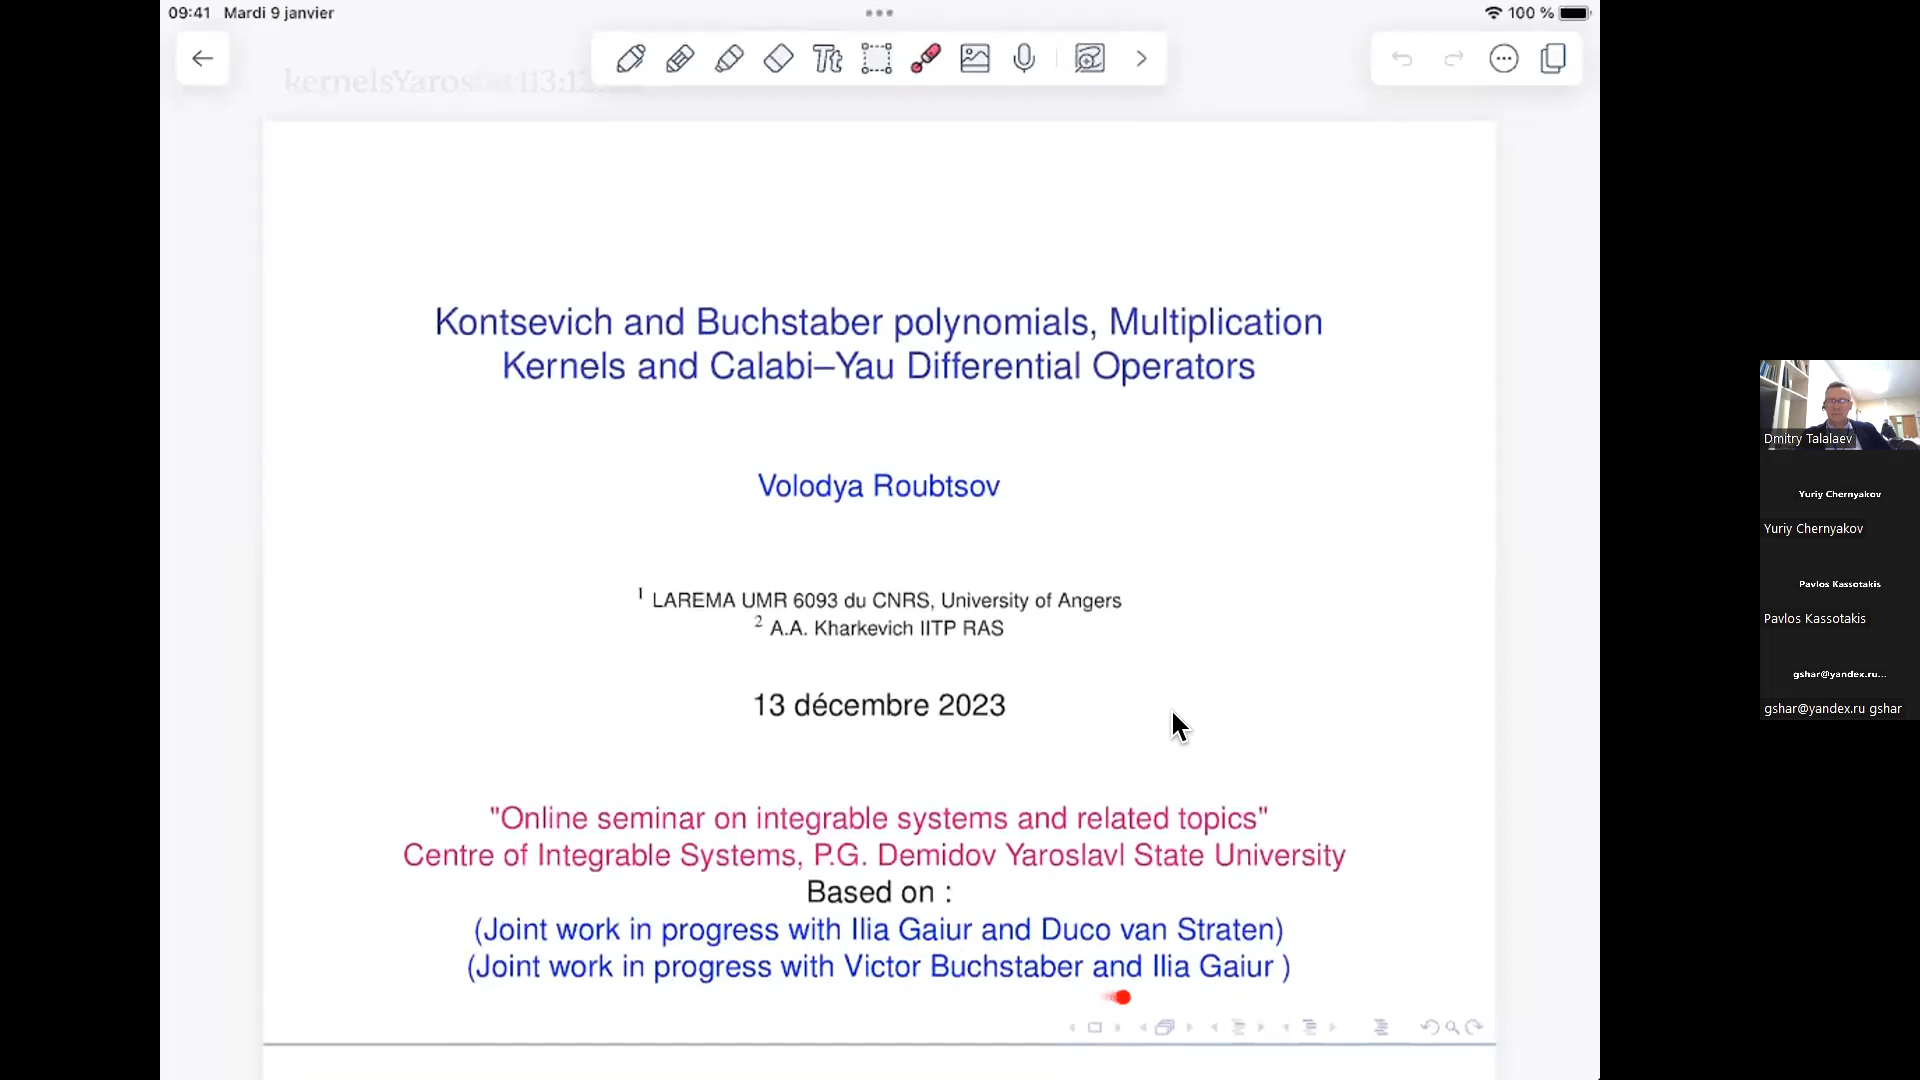 09:41 Mardi 9 janvier
100 %
Tt
Kontsevich and Buchstaber polynomials, Multiplication
Kernels and Calabi–Yau Differential Operators
Volodya Roubtsov
1 LAREMA UMR 6093 du CNRS, University of Angers
2 A.A. Kharkevich IITP RAS
13 décembre 2023
"Online seminar on integrable systems and related topics"
Centre of Integrable Systems, P.G. Demidov Yaroslavl State University
Based on :
(Joint work in progress with Ilia Gaiur and Duco van Straten)
(Joint work in progress with Victor Buchstaber and Ilia Gaiur )
Dmitry Talalaev
Yuriy Chernyakov
Yuriy Chernyakov
Pavlos Kassotakis
Pavlos Kassotakis
gshar@yandex.ru...
gshar@yandex.ru gshar